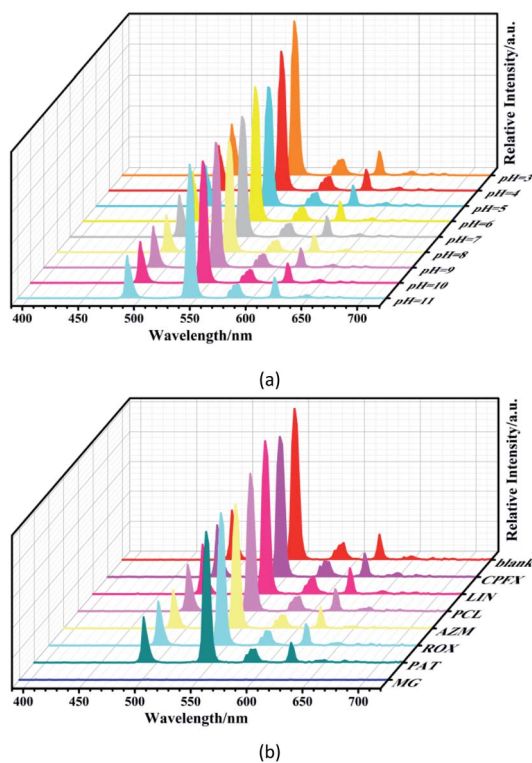 Relative Intensity/a.u.
pH=3
pH=4
pH=5
pH=6
pH=7
pH=8
pH=9
pH=10
pH=11
400 450 500 550 600 650 700
Wavelength/nm
(a)
Relative Intensity/a.u.
blank
CPFX
LIN
PCL
AZM
ROX
PAT
MG
400 450 500 550 600 650 700
Wavelength/nm
(b)